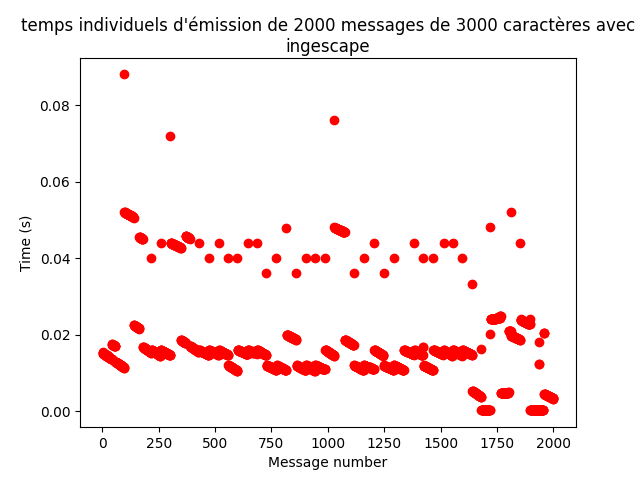 temps individuels d'émission de 2000 messages de 3000 caractères avec
ingescape
0.08
0.06
0.04
0.02
0.00
Time (s)
0 250 500 750 1000 1250 1500 1750 2000
Message number